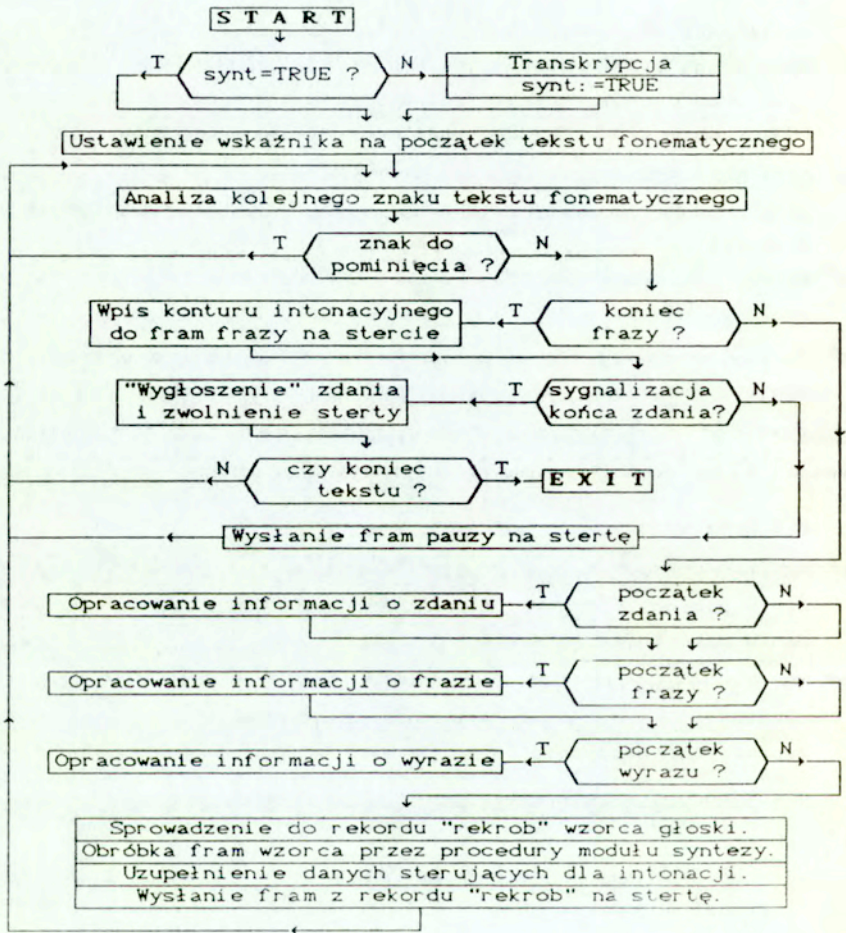 START
T synt=TRUE ? N Transkrypcja
synt:=TRUE
Ustawienie wskaźnika na początek tekstu fonematycznego
Analiza kolejnego znaku tekstu fonematycznego
T znak do N
pominięcia ?
Wpis konturu intonacyjnego T koniec N
do fram frazy na stercie frazy ?
"Wygłoszenie" zdania T sygnalizacja N
i zwolnienie sterty końca zdania?
N czy koniec T EXIT
tekstu ?
Wysłanie fram pauzy na stertę
Opracowanie informacji o zdaniu T początek N
zdania ?
Opracowanie informacji o frazie T początek N
frazy ?
Opracowanie informacji o wyrazie T początek N
wyrazu ?
Sprowadzenie do rekordu "rekrob" wzorca głoski.
Obróbka fram wzorca przez procedury modułu syntezy.
Uzupełnienie danych sterujących dla intonacji.
Wysłanie fram z rekordu "rekrob" na stertę.